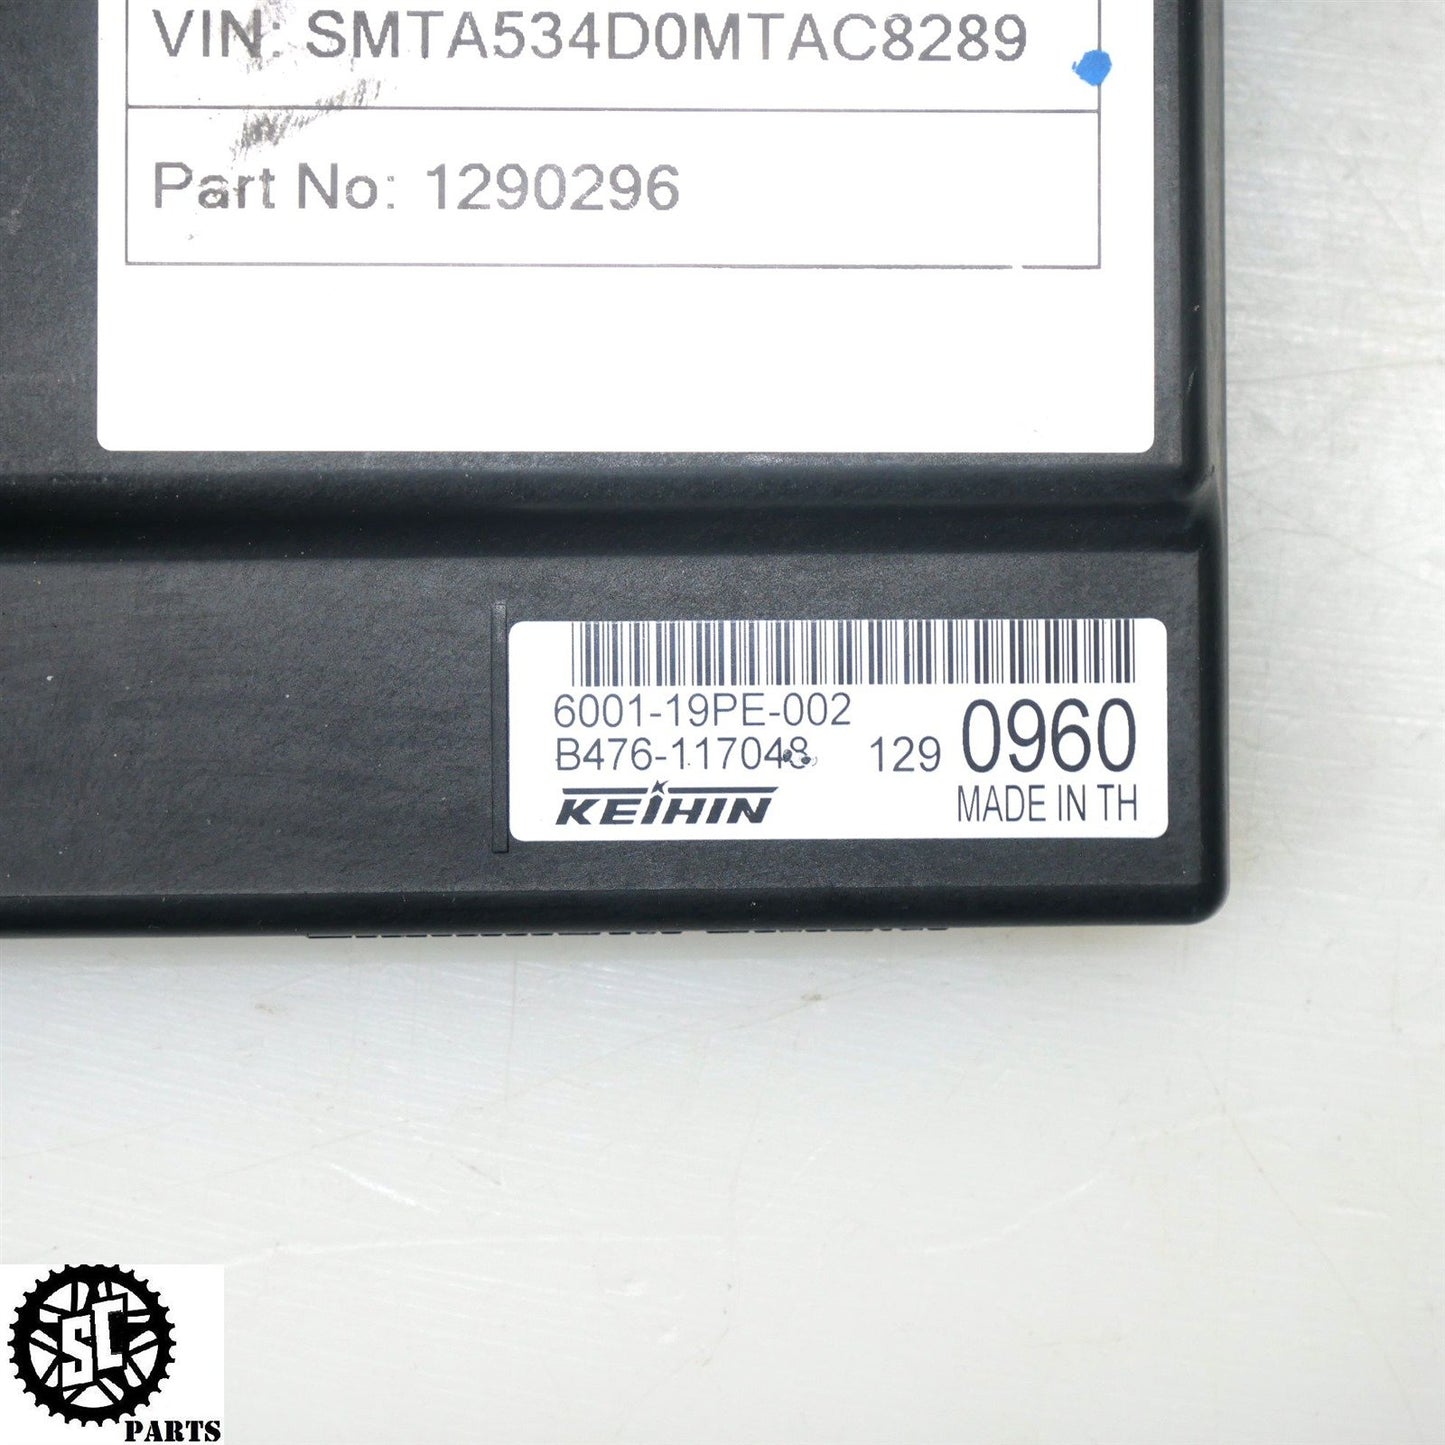 VIN: SMTA534D0MTAC8289
Part No: 1290296
6001-19PE-002
B476-117048 129 0960
KEIHIN MADE IN TH
SC
PARTS